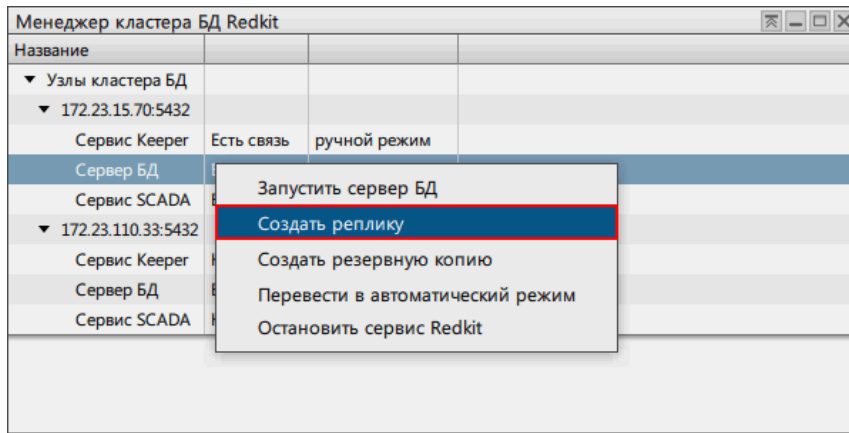 Менеджер кластера БД Redkit
Название
Узлы кластера БД
172.23.15.70:5432
Сервис Keeper Есть связь ручной режим
Сервер БД
Сервис SCADA
172.23.110.33:5432
Сервис Keeper
Сервер БД
Сервис SCADA
Запустить сервер БД
Создать реплику
Создать резервную копию
Перевести в автоматический режим
Остановить сервис Redkit